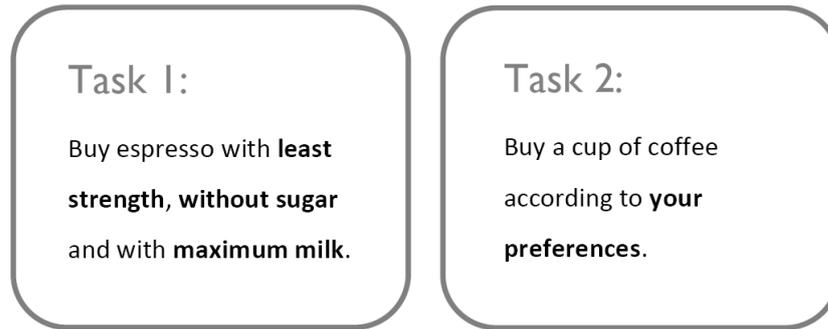 Task 1:
Buy espresso with least
strength, without sugar
and with maximum milk.
Task 2:
Buy a cup of coffee
according to your
preferences.